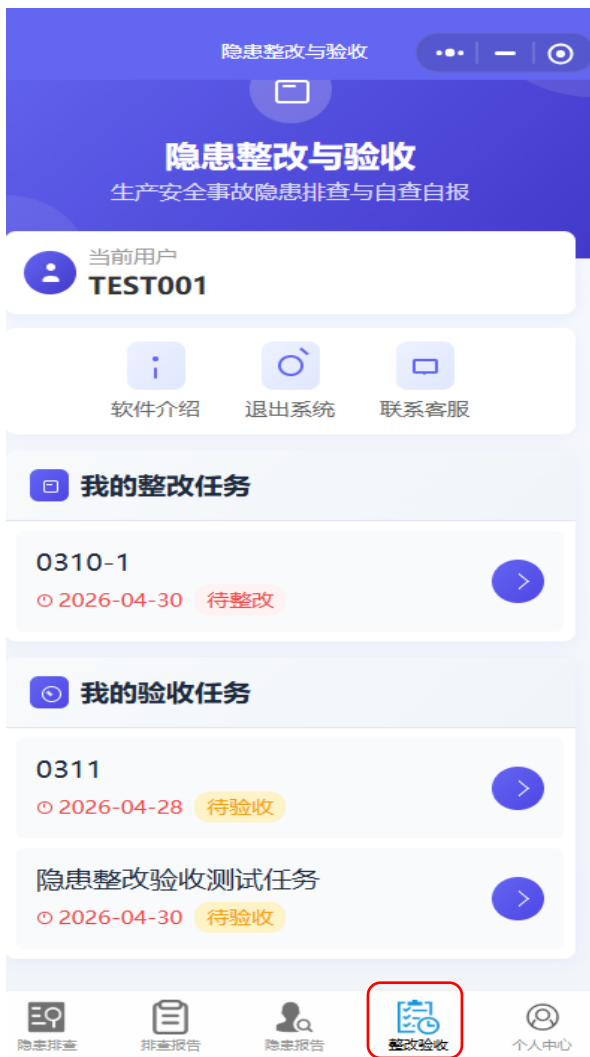 隐患整改与验收
隐患整改与验收
生产安全事故隐患排查与自查自报
当前用户
TEST001
软件介绍 退出系统 联系客服
我的整改任务
0310-1
2026-04-30 待整改
我的验收任务
0311
2026-04-28 待验收
隐患整改验收测试任务
2026-04-30 待验收
隐患排查 排查报告 隐患报告 整改验收 个人中心